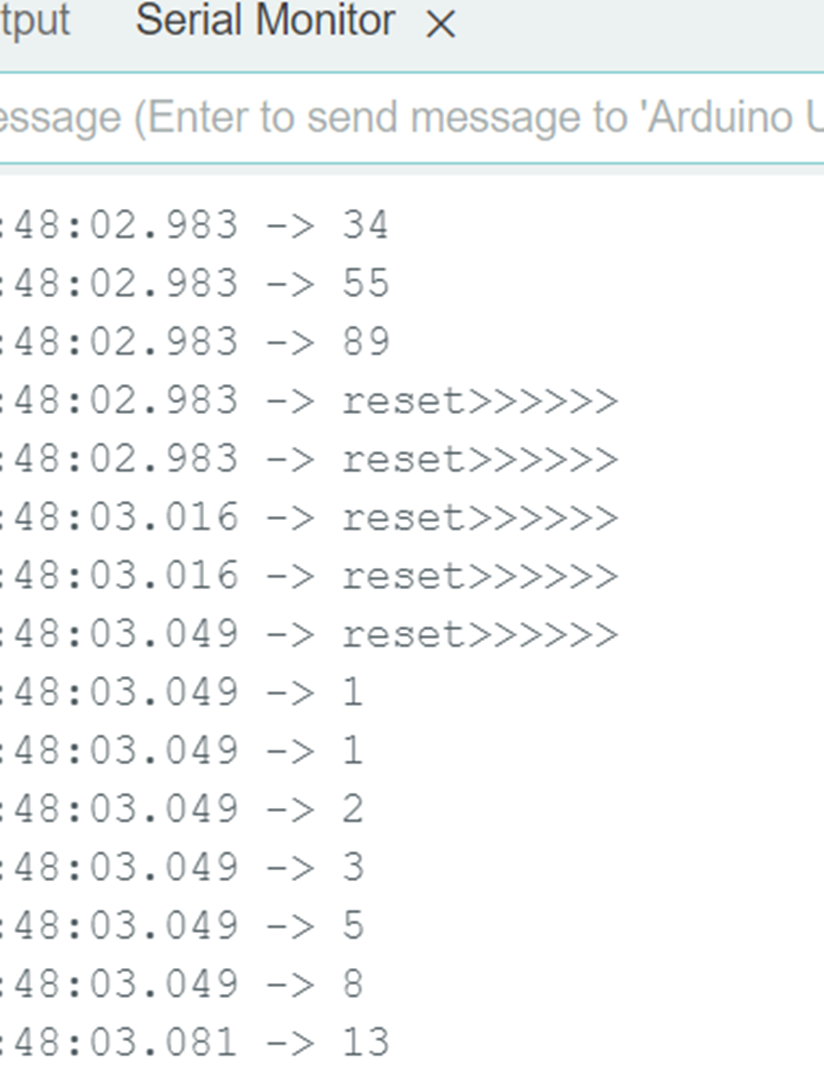 tput Serial Monitor ×
essage (Enter to send message to 'Arduino U
:48:02.983 -> 34
:48:02.983 -> 55
:48:02.983 -> 89
:48:02.983 -> reset>>>>>>
:48:02.983 -> reset>>>>>>
:48:03.016 -> reset>>>>>>
:48:03.016 -> reset>>>>>>
:48:03.049 -> reset>>>>>>
:48:03.049 -> 1
:48:03.049 -> 1
:48:03.049 -> 2
:48:03.049 -> 3
:48:03.049 -> 5
:48:03.049 -> 8
:48:03.081 -> 13